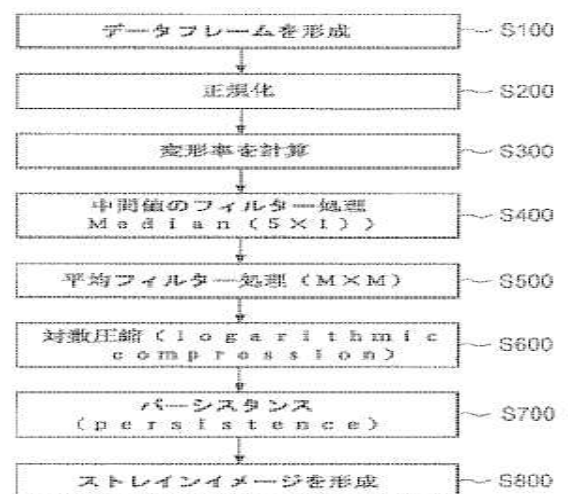 データフレームを形成 S100
正規化 S200
変形率を計算 S300
中間値のフィルター処理
Median(5×1)) S400
平均フィルター処理(M×M) S500
対数圧縮(logarithmic
compression) S600
パーシスタンス
(persistence) S700
ストレインイメージを形成 S800